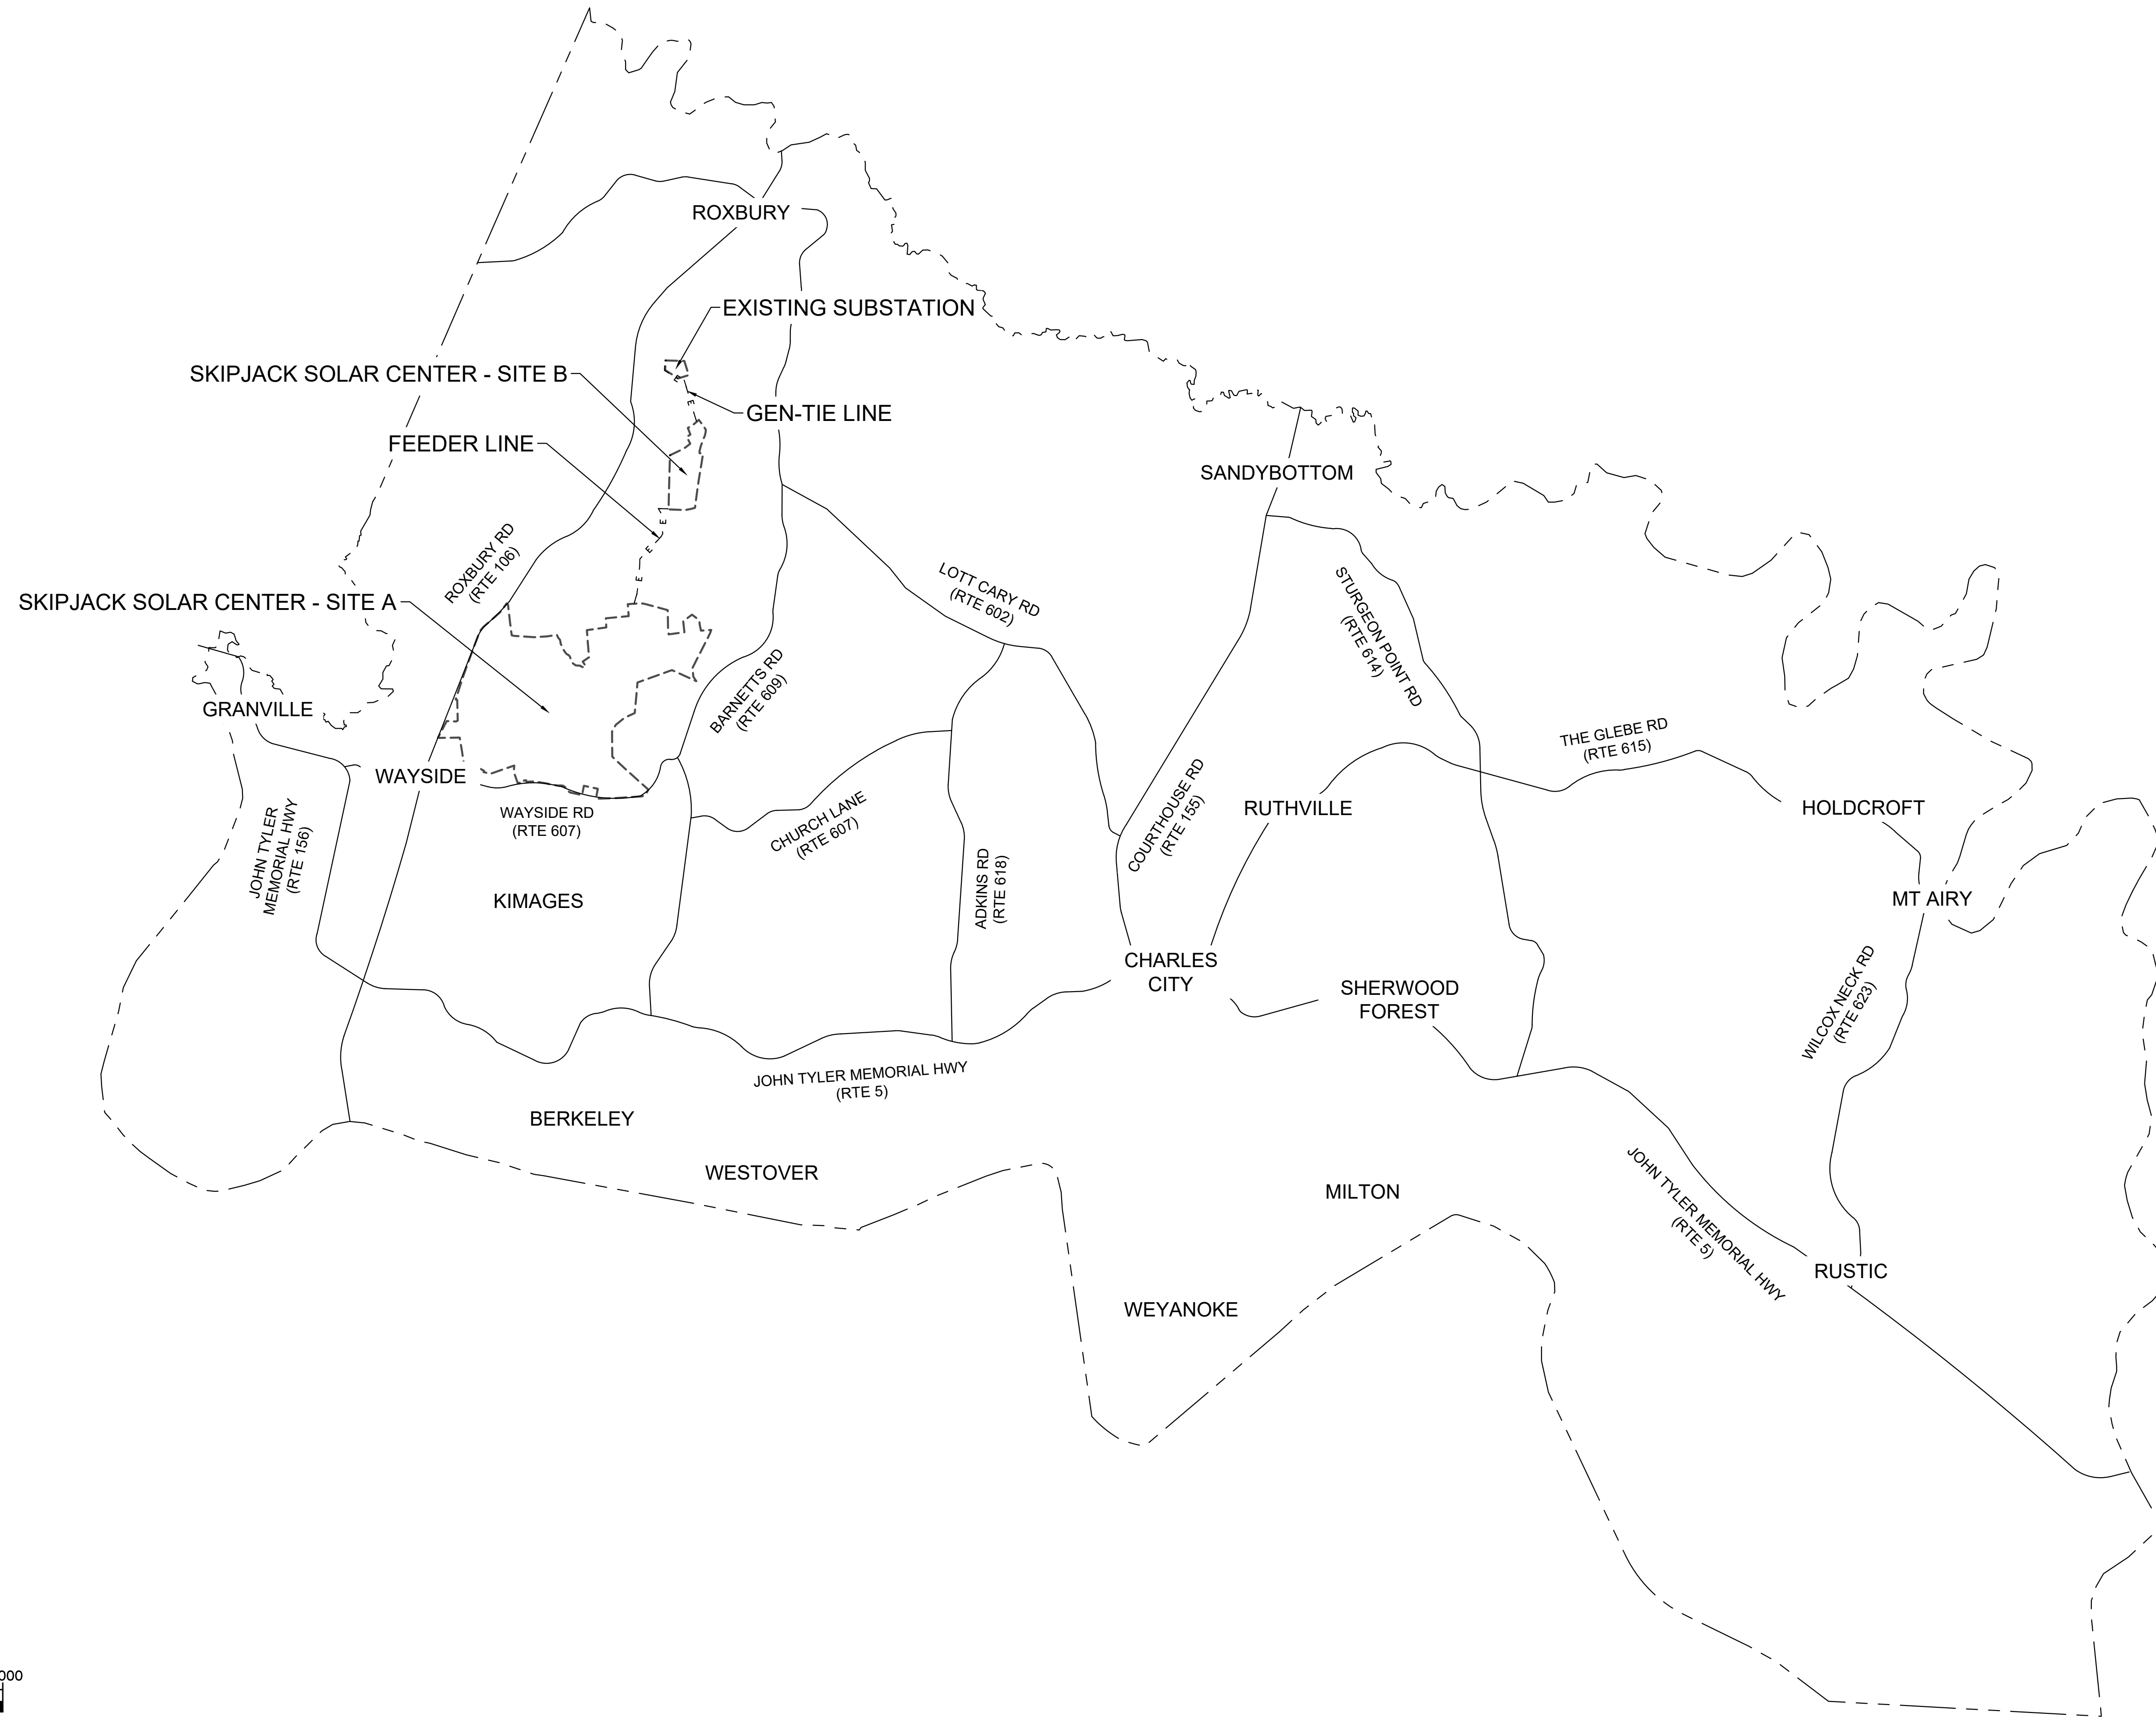 ROXBURY
EXISTING SUBSTATION
SKIPJACK SOLAR CENTER - SITE B
GEN-TIE LINE
FEEDER LINE
SANDYBOTTOM
ROXBURY RD
(RTE 106)
LOTT CARY RD
(RTE 602)
STURGEON POINT RD
(RTE 614)
SKIPJACK SOLAR CENTER - SITE A
BARNETTS RD
(RTE 609)
GRANVILLE
THE GLEBE RD
(RTE 615)
WAYSIDE
COURTHOUSE RD
(RTE 155)
RUTHVILLE
HOLDCROFT
WAYSIDE RD
(RTE 607)
CHURCH LANE
(RTE 607)
JOHN TYLER
MEMORIAL HWY
(RTE 156)
ADKINS RD
(RTE 618)
KIMAGES
MT AIRY
CHARLES
CITY
SHERWOOD
FOREST
WILCOX NECK RD
(RTE 623)
JOHN TYLER MEMORIAL HWY
(RTE 5)
BERKELEY
WESTOVER
MILTON
JOHN TYLER MEMORIAL HWY
(RTE 5)
RUSTIC
WEYANOKE
000